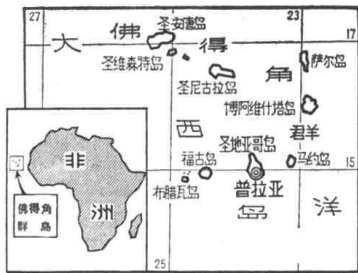 27
23
大 佛 得 角 群 岛
圣安唐岛
17
圣维森特岛
萨尔岛
圣尼古拉岛
博阿维什塔岛
西
洋
圣地亚哥岛
福古岛
马约岛
15
布腊瓦岛
普拉亚
25
非
洲
佛得角
群 岛